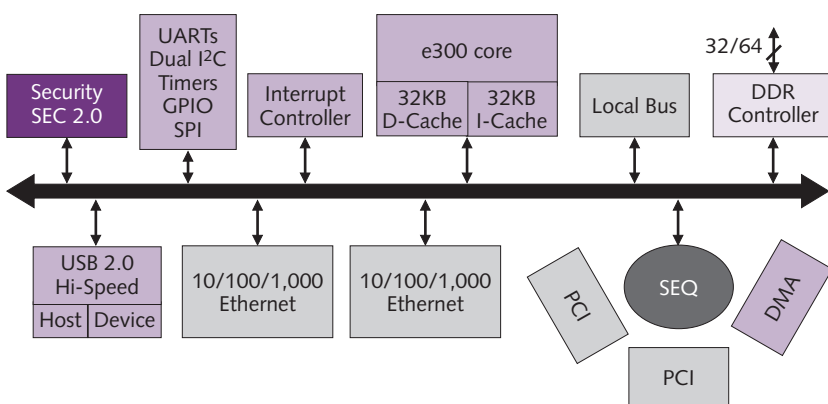 Security
SEC 2.0
UARTs
Dual I²C
Timers
GPIO
SPI
Interrupt
Controller
e300 core
32KB
D-Cache
32KB
I-Cache
Local Bus
32/64
DDR
Controller
USB 2.0
Hi-Speed
Host
Device
10/100/1,000
Ethernet
10/100/1,000
Ethernet
PCI
SEQ
DMA
PCI